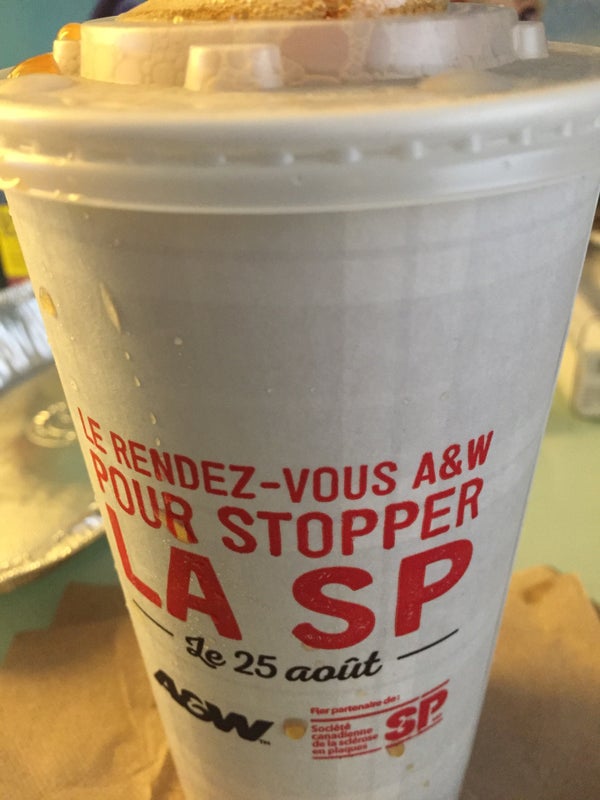 LE RENDEZ-VOUS A&W
POUR STOPPER
LA SP
Le 25 août
A&W™
Fier partenaire de:
Société
canadienne
de la sclérose
en plaques
SP